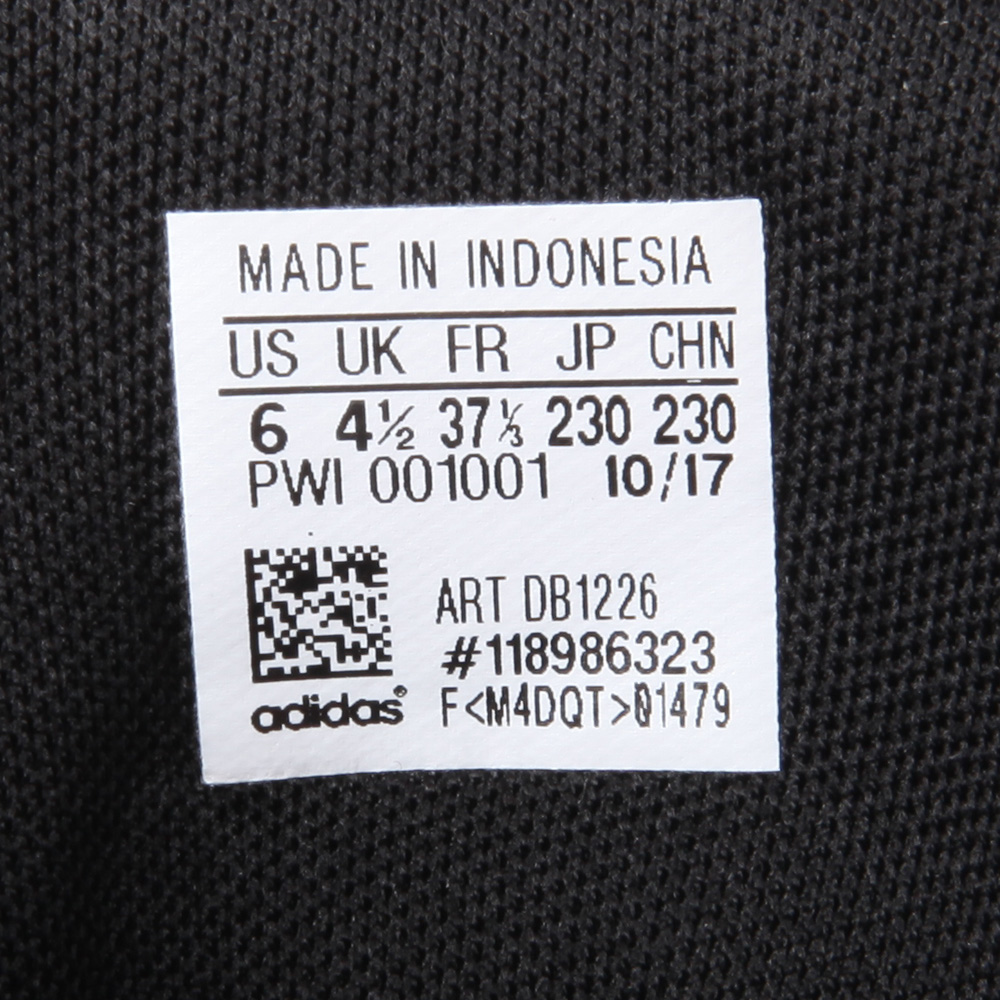 MADE IN INDONESIA
US UK FR JP CHN
6 4½ 37⅓ 230 230
PWI 001001 10/17
ART DB1226
#118986323
adidas® F<M4DQT>01479